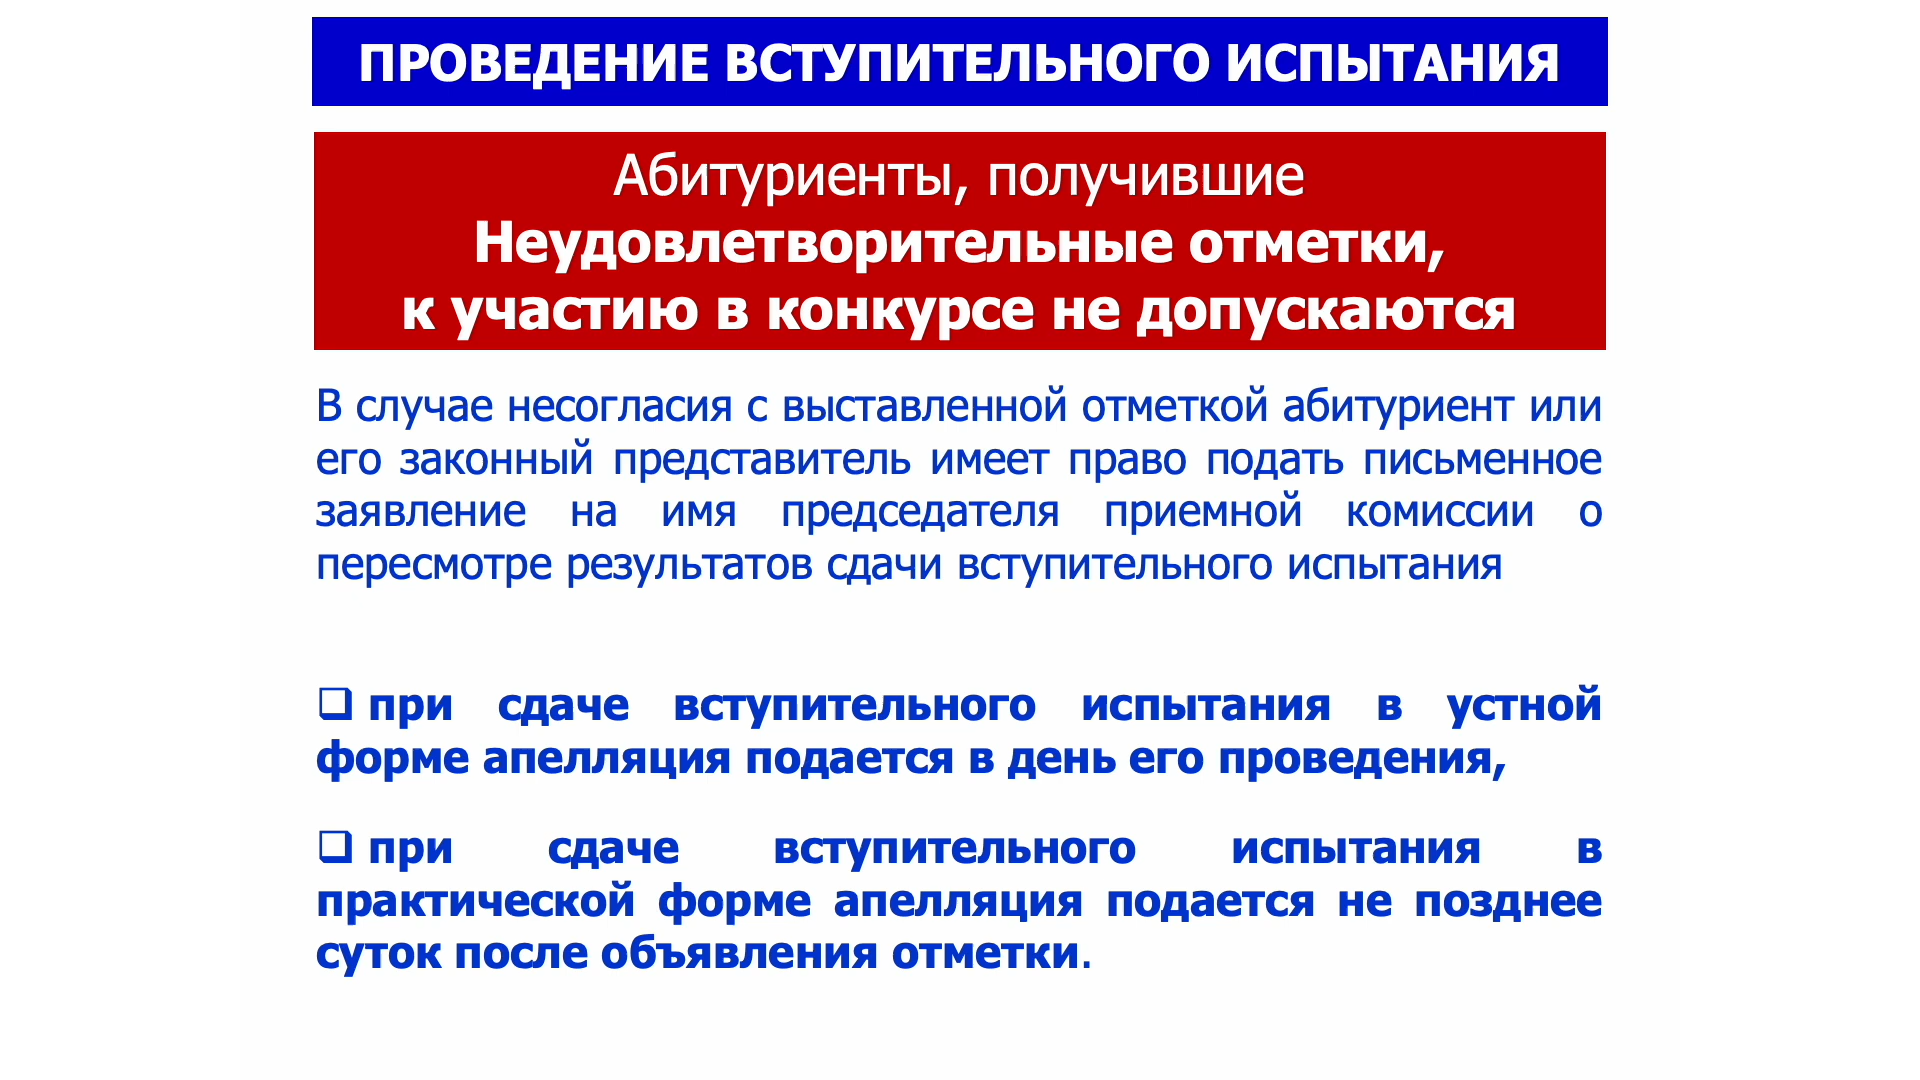 ПРОВЕДЕНИЕ ВСТУПИТЕЛЬНОГО ИСПЫТАНИЯ
Абитуриенты, получившие
Неудовлетворительные отметки,
к участию в конкурсе не допускаются
В случае несогласия с выставленной отметкой абитуриент или
его законный представитель имеет право подать письменное
заявление на имя председателя приемной комиссии о
пересмотре результатов сдачи вступительного испытания
❑ при сдаче вступительного испытания в устной
форме апелляция подается в день его проведения,
❑ при сдаче вступительного испытания в
практической форме апелляция подается не позднее
суток после объявления отметки.